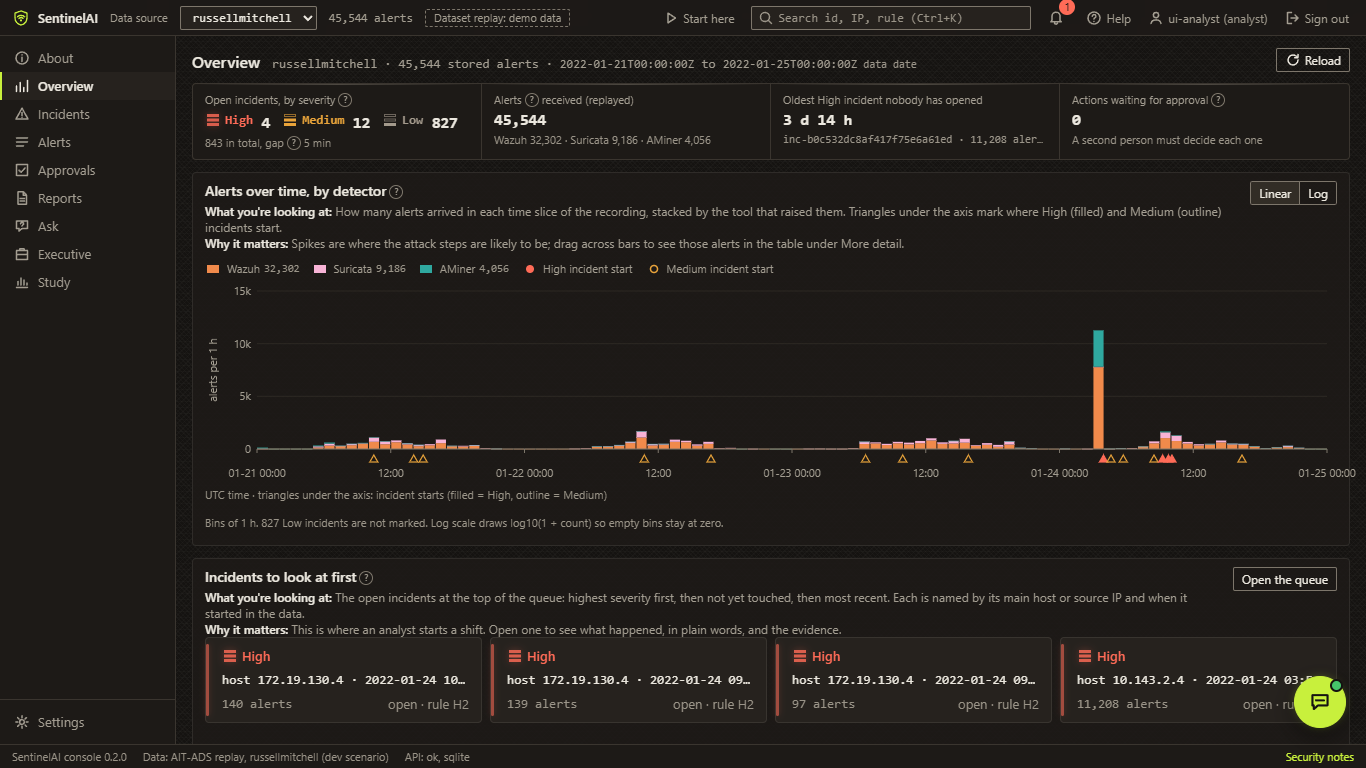 SentinelAI
Data source
russellmitchell
45,544 alerts
Dataset replay: demo data
Start here
Search id, IP, rule (Ctrl+K)
1
Help
ui-analyst (analyst)
Sign out
About
Overview
Incidents
Alerts
Approvals
Reports
Ask
Executive
Study
Settings
Overview russellmitchell · 45,544 stored alerts · 2022-01-21T00:00:00Z to 2022-01-25T00:00:00Z data date
Reload
Open incidents, by severity ?
High 4 Medium 12 Low 827
843 in total, gap ? 5 min
Alerts ? received (replayed)
45,544
Wazuh 32,302 · Suricata 9,186 · AMiner 4,056
Oldest High incident nobody has opened
3 d 14 h
inc-b0c532dc8af417f75e6a61ed · 11,208 aler…
Actions waiting for approval ?
0
A second person must decide each one
Alerts over time, by detector ?
Linear Log
What you're looking at: How many alerts arrived in each time slice of the recording, stacked by the tool that raised them. Triangles under the axis mark where High (filled) and Medium (outline)
incidents start.
Why it matters: Spikes are where the attack steps are likely to be; drag across bars to see those alerts in the table under More detail.
Wazuh 32,302 Suricata 9,186 AMiner 4,056 High incident start Medium incident start
alerts per 1 h
15k
10k
5k
0
01-21 00:00 12:00 01-22 00:00 12:00 01-23 00:00 12:00 01-24 00:00 12:00 01-25 00:00
UTC time · triangles under the axis: incident starts (filled = High, outline = Medium)
Bins of 1 h. 827 Low incidents are not marked. Log scale draws log10(1 + count) so empty bins stay at zero.
Incidents to look at first ?
Open the queue
What you're looking at: The open incidents at the top of the queue: highest severity first, then not yet touched, then most recent. Each is named by its main host or source IP and when it
started in the data.
Why it matters: This is where an analyst starts a shift. Open one to see what happened, in plain words, and the evidence.
High
host 172.19.130.4 · 2022-01-24 10…
140 alerts open · rule H2
High
host 172.19.130.4 · 2022-01-24 09…
139 alerts open · rule H2
High
host 172.19.130.4 · 2022-01-24 09…
97 alerts open · rule H2
High
host 10.143.2.4 · 2022-01-24 03:
11,208 alerts open ·
SentinelAI console 0.2.0 Data: AIT-ADS replay, russellmitchell (dev scenario) API: ok, sqlite
Security notes